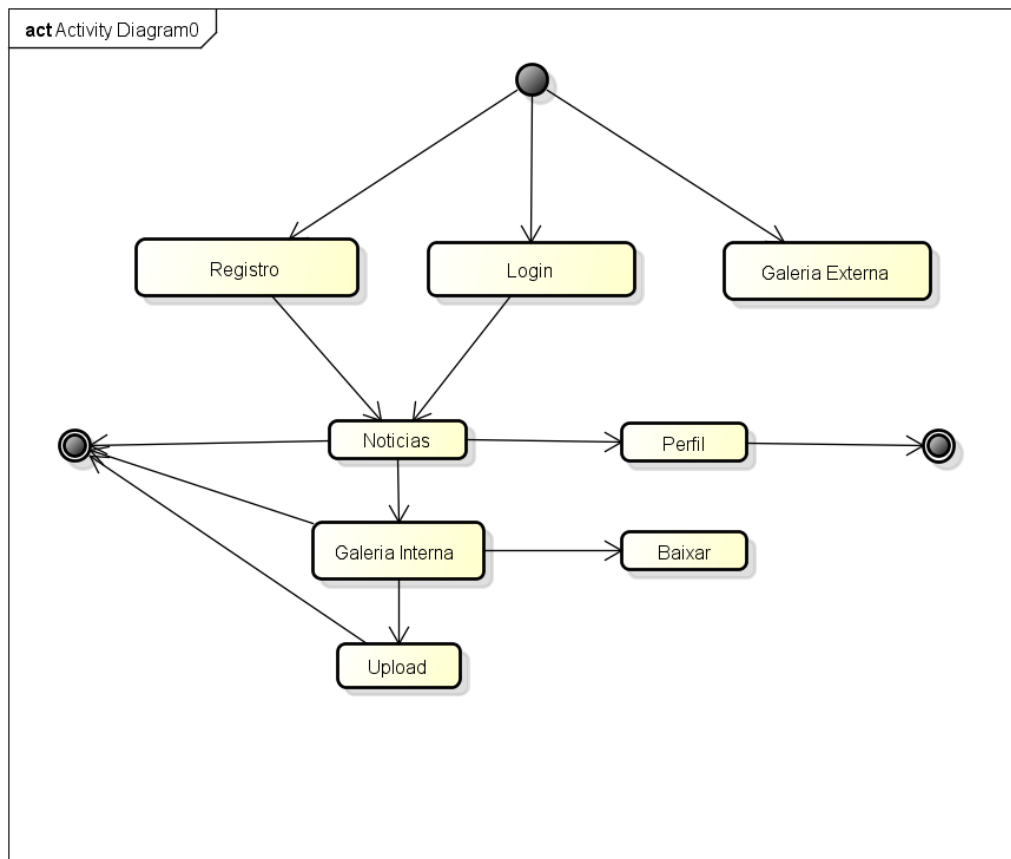 act Activity Diagram0
Registro
Login
Galeria Externa
Noticias
Perfil
Galeria Interna
Baixar
Upload